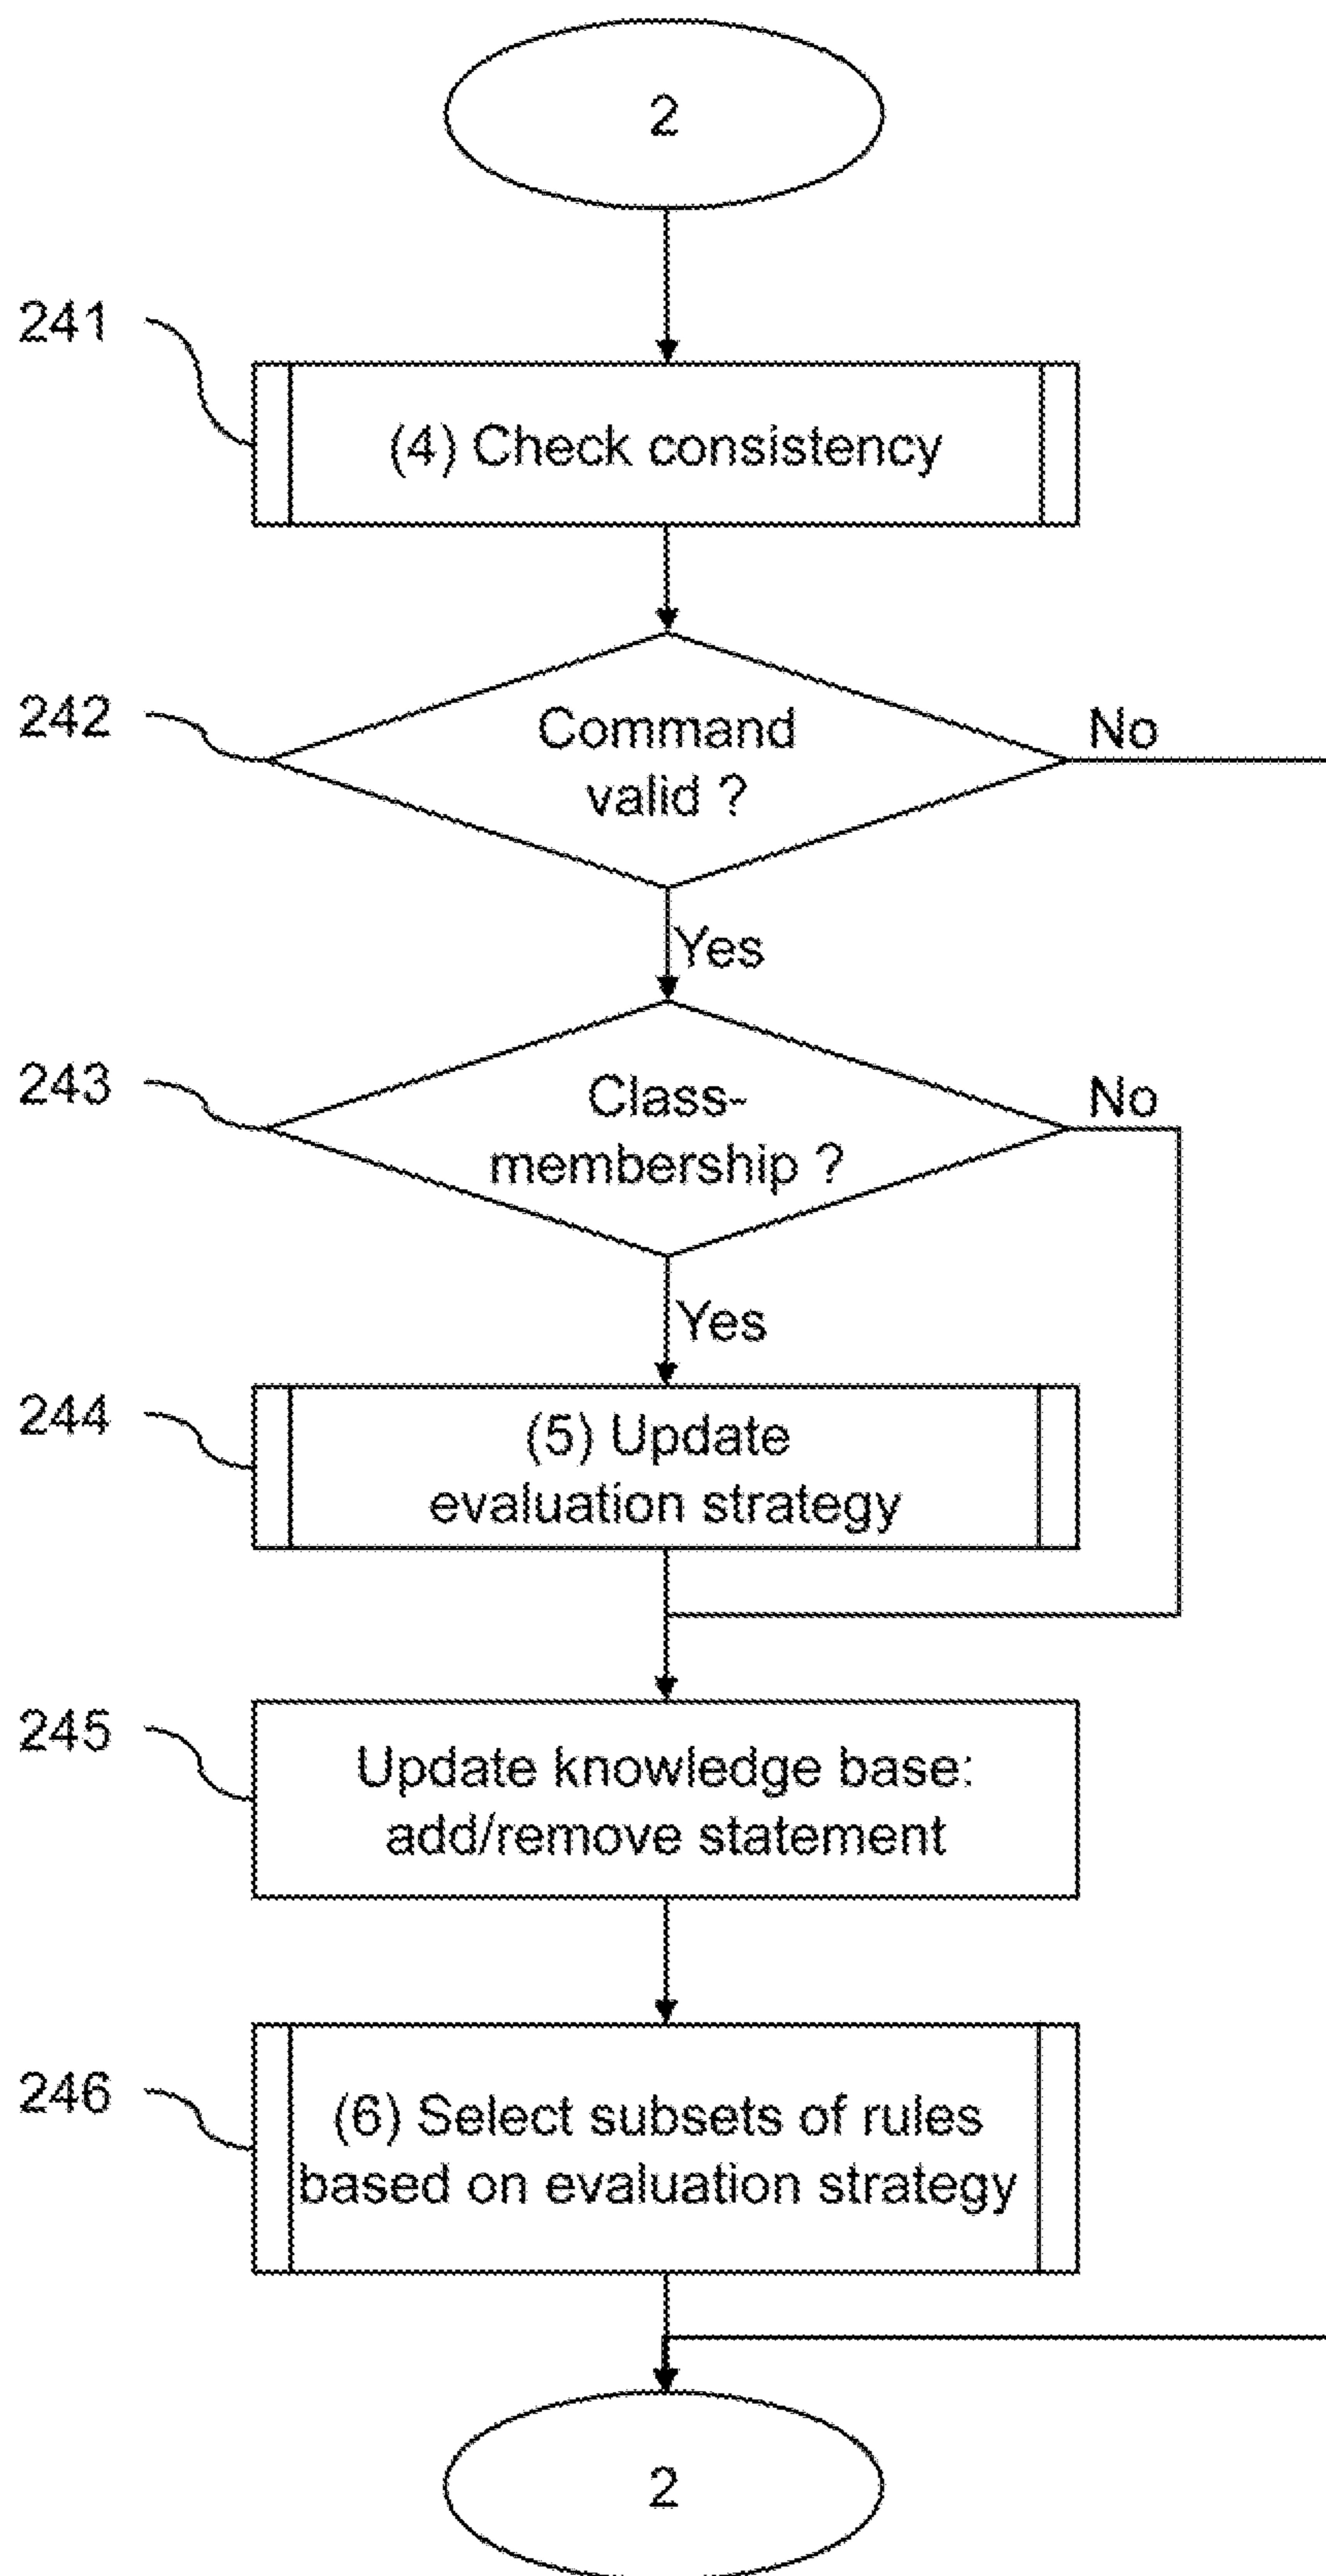 2
241
(4) Check consistency
242
Command
valid ?
No
Yes
243
Class-
membership ?
No
Yes
244
(5) Update
evaluation strategy
245
Update knowledge base:
add/remove statement
246
(6) Select subsets of rules
based on evaluation strategy
2